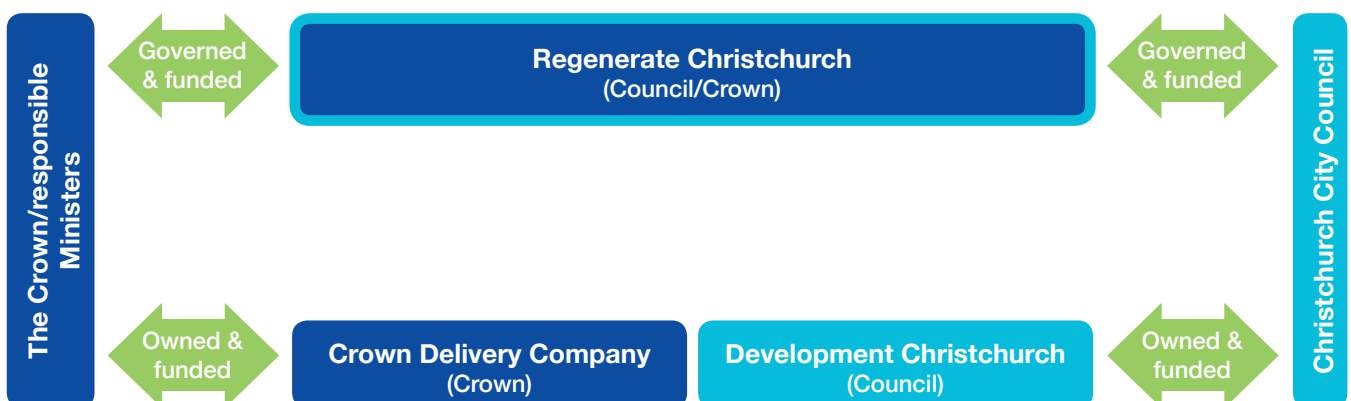 The Crown/responsible
Ministers
Governed
& funded
Regenerate Christchurch
(Council/Crown)
Governed
& funded
Christchurch City Council
Owned &
funded
Crown Delivery Company
(Crown)
Development Christchurch
(Council)
Owned &
funded